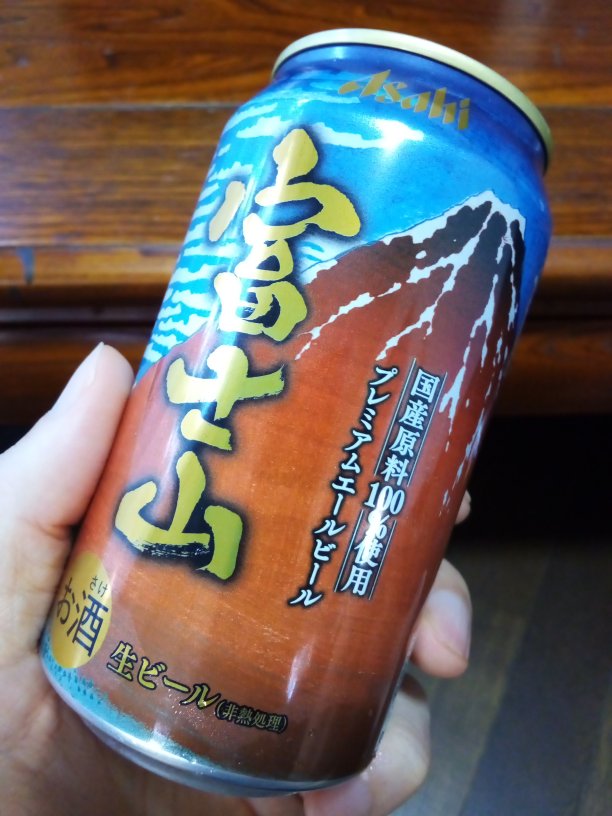 Asahi
富士山
国産原料100%使用
プレミアムエールビール
さけ
お酒
生ビール(非熱処理)